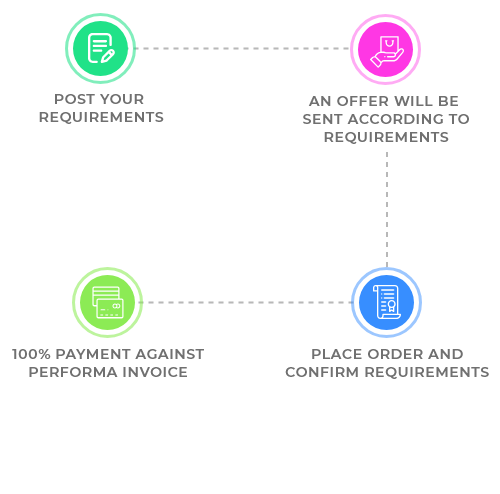 POST YOUR
REQUIREMENTS
AN OFFER WILL BE
SENT ACCORDING TO
REQUIREMENTS
100% PAYMENT AGAINST
PERFORMA INVOICE
PLACE ORDER AND
CONFIRM REQUIREMENTS